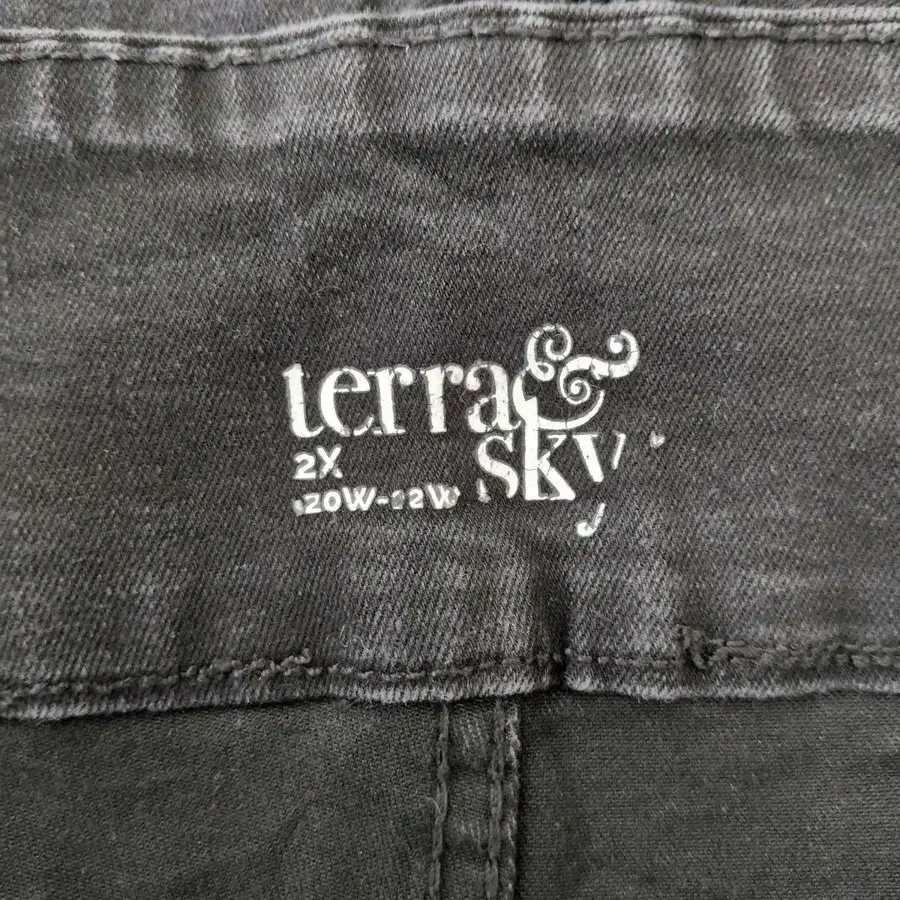 terra &
sky
2X
(20W-22W)